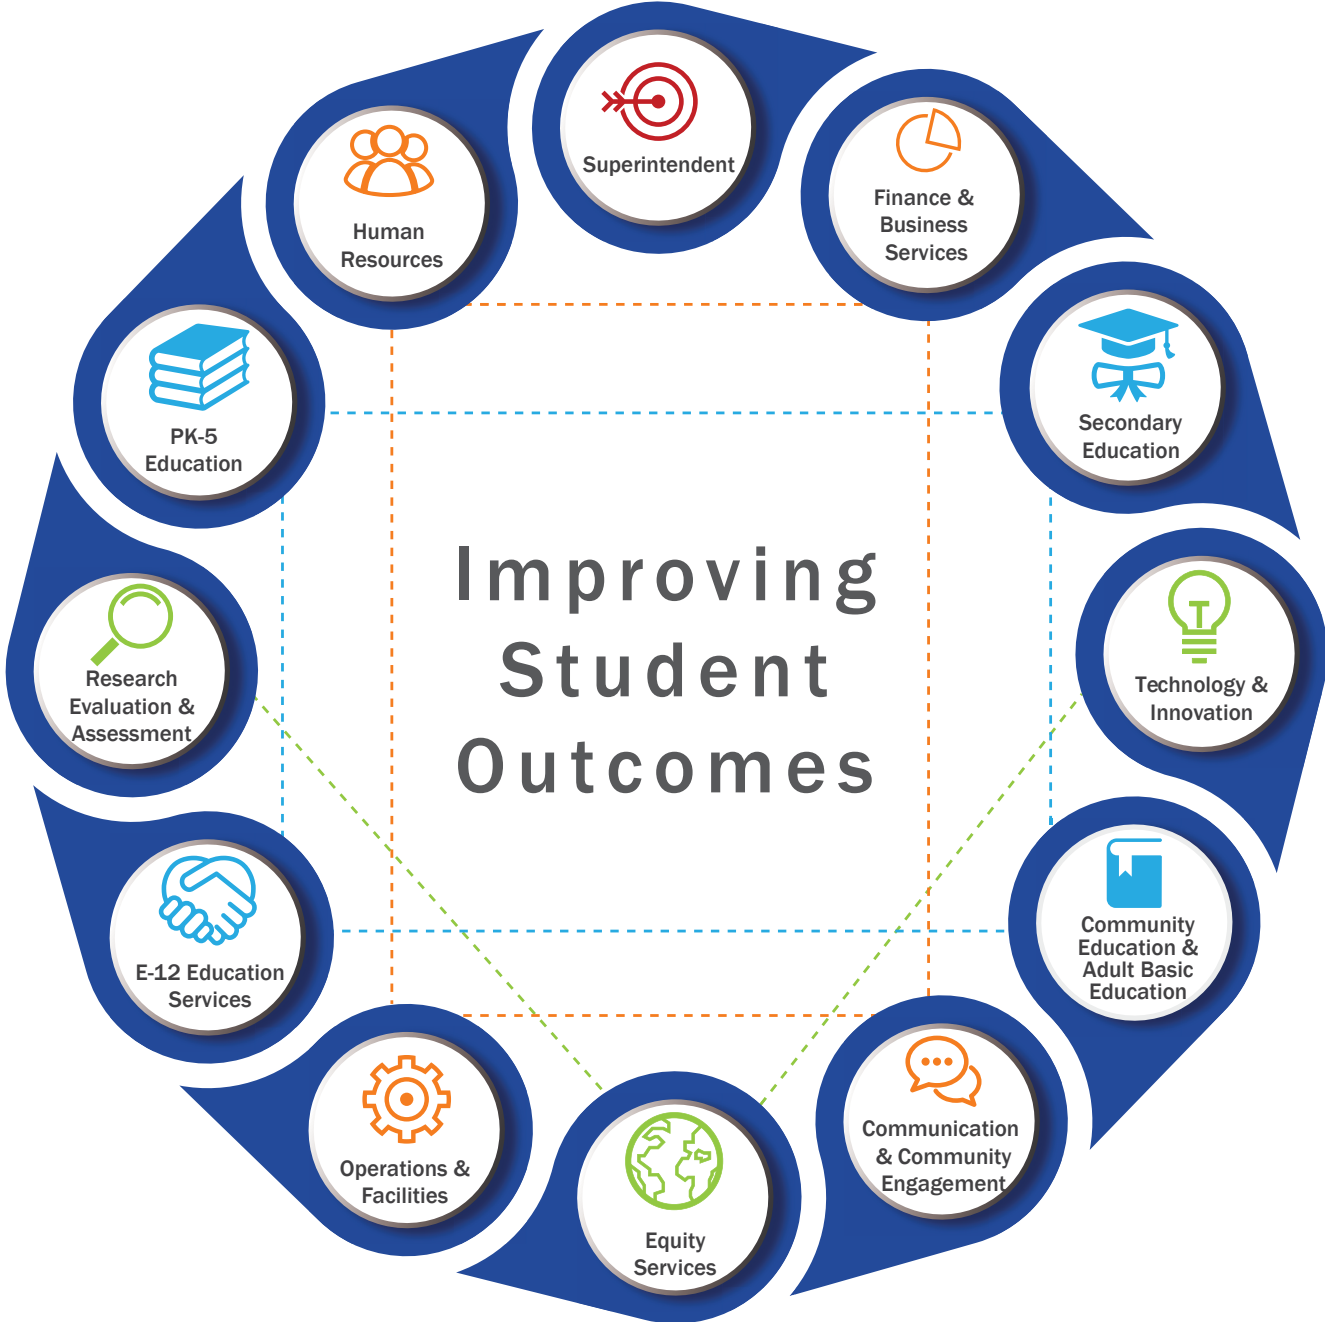 Superintendent
Finance &
Business
Services
Secondary
Education
Technology &
Innovation
Community
Education &
Adult Basic
Education
Communication
& Community
Engagement
Equity
Services
Operations &
Facilities
E-12 Education
Services
Research
Evaluation &
Assessment
PK-5
Education
Human
Resources
Improving
Student
Outcomes